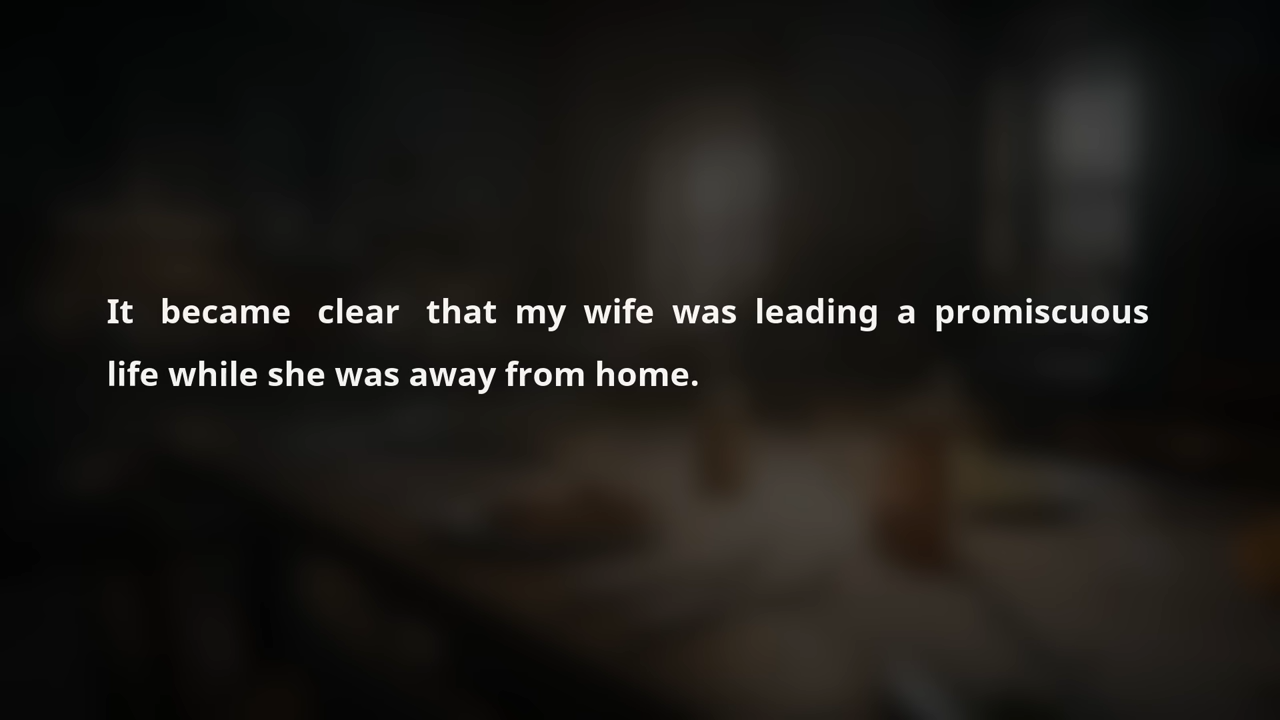 It became clear that my wife was leading a promiscuous
life while she was away from home.